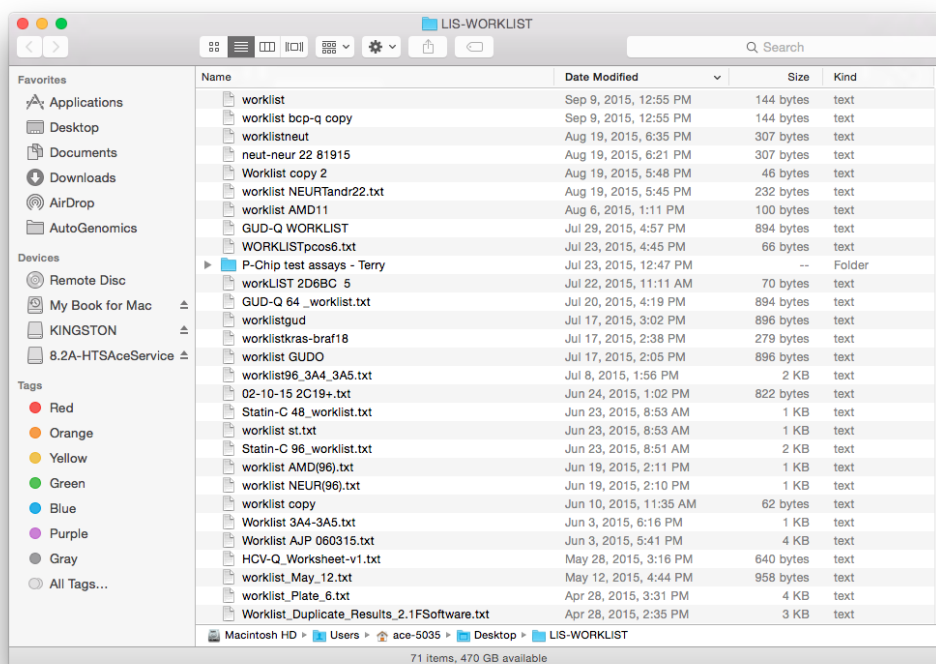 LIS-WORKLIST
Search
Favorites
Applications
Desktop
Documents
Downloads
AirDrop
AutoGenomics
Devices
Remote Disc
My Book for Mac
KINGSTON
8.2A-HTSAceService
Tags
Red
Orange
Yellow
Green
Blue
Purple
Gray
All Tags...
Name Date Modified Size Kind
worklist Sep 9, 2015, 12:55 PM 144 bytes text
worklist bcp-q copy Sep 9, 2015, 12:55 PM 144 bytes text
worklistneut Aug 19, 2015, 6:35 PM 307 bytes text
neut-neur 22 81915 Aug 19, 2015, 6:21 PM 307 bytes text
Worklist copy 2 Aug 19, 2015, 5:48 PM 46 bytes text
worklist NEURTandr22.txt Aug 19, 2015, 5:45 PM 232 bytes text
worklist AMD11 Aug 6, 2015, 1:11 PM 100 bytes text
GUD-Q WORKLIST Jul 29, 2015, 4:57 PM 894 bytes text
WORKLISTpcos6.txt Jul 23, 2015, 4:45 PM 66 bytes text
P-Chip test assays - Terry Jul 23, 2015, 12:47 PM -- Folder
workLIST 2D6BC 5 Jul 22, 2015, 11:11 AM 70 bytes text
GUD-Q 64 _worklist.txt Jul 20, 2015, 4:19 PM 894 bytes text
worklistgud Jul 17, 2015, 3:02 PM 896 bytes text
worklistkras-braf18 Jul 17, 2015, 2:38 PM 279 bytes text
worklist GUDO Jul 17, 2015, 2:05 PM 896 bytes text
worklist96_3A4_3A5.txt Jul 8, 2015, 1:56 PM 2 KB text
02-10-15 2C19+.txt Jun 24, 2015, 1:02 PM 822 bytes text
Statin-C 48_worklist.txt Jun 23, 2015, 8:53 AM 1 KB text
worklist st.txt Jun 23, 2015, 8:53 AM 1 KB text
Statin-C 96_worklist.txt Jun 23, 2015, 8:51 AM 2 KB text
worklist AMD(96).txt Jun 19, 2015, 2:11 PM 1 KB text
worklist NEUR(96).txt Jun 19, 2015, 2:10 PM 1 KB text
worklist copy Jun 10, 2015, 11:35 AM 62 bytes text
Worklist 3A4-3A5.txt Jun 3, 2015, 6:16 PM 1 KB text
Worklist AJP 060315.txt Jun 3, 2015, 5:41 PM 4 KB text
HCV-Q_Worksheet-v1.txt May 28, 2015, 3:16 PM 640 bytes text
worklist_May_12.txt May 12, 2015, 4:44 PM 958 bytes text
worklist_Plate_6.txt Apr 28, 2015, 3:31 PM 4 KB text
Worklist_Duplicate_Results_2.1FSoftware.txt Apr 28, 2015, 2:35 PM 3 KB text
Macintosh HD Users ace-5035 Desktop LIS-WORKLIST
71 items, 470 GB available